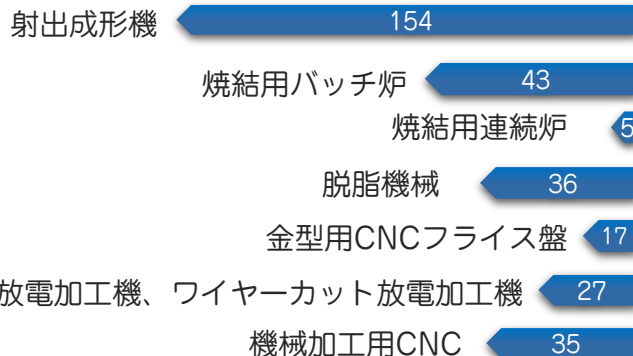 射出成形機 154
焼結用バッチ炉 43
焼結用連続炉 5
脱脂機械 36
金型用CNCフライス盤 17
放電加工機、ワイヤーカット放電加工機 27
機械加工用CNC 35